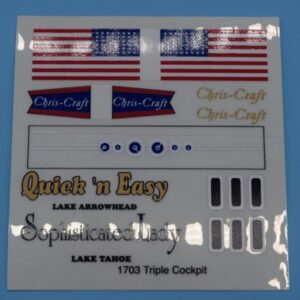 Chris-Craft Chris-Craft Chris-Craft
Chris-Craft
Quick 'n Easy
LAKE ARROWHEAD
Sophisticated Lady
LAKE TAHOE
1703 Triple Cockpit